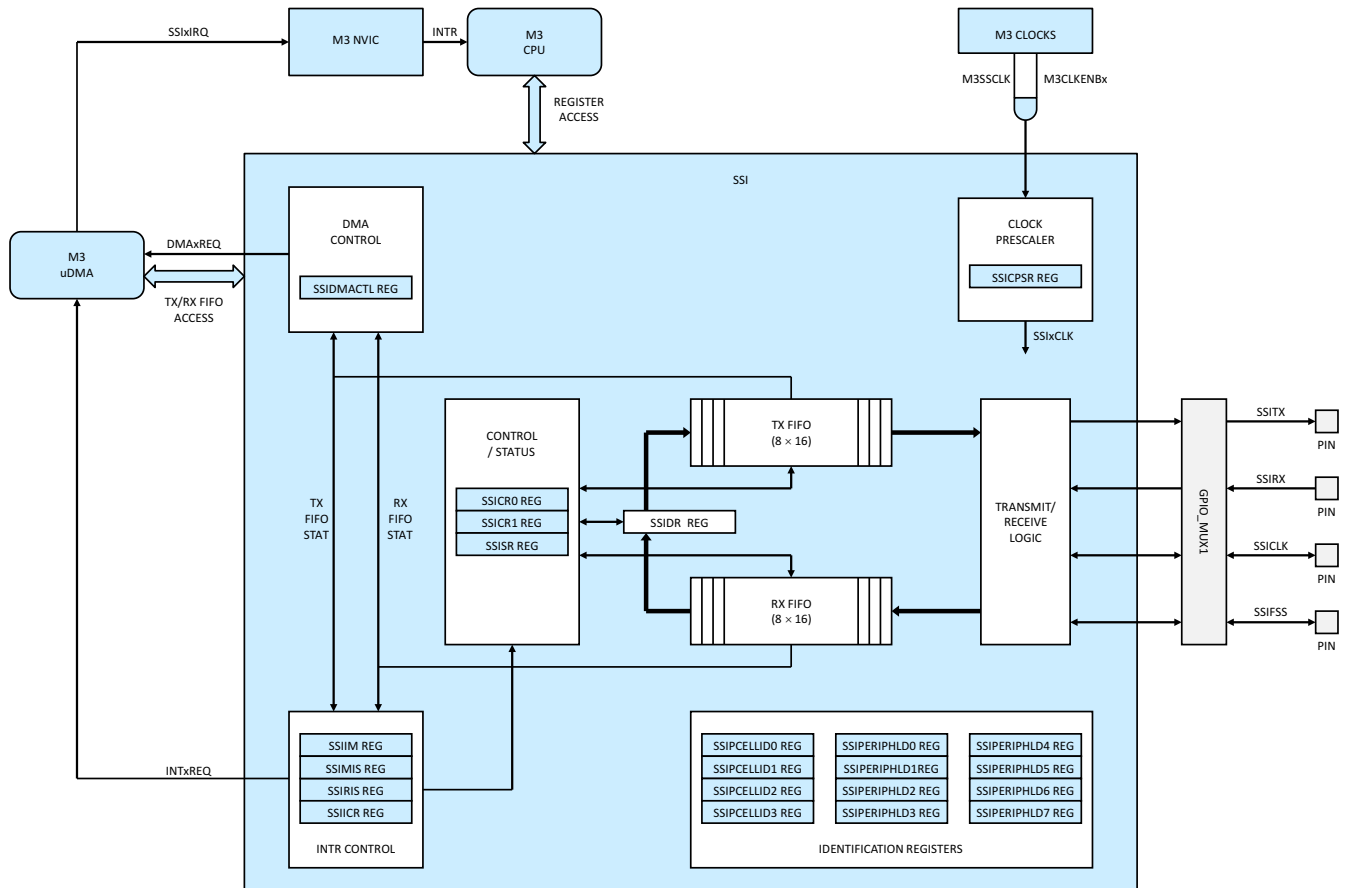 SSIxIRQ
M3 NVIC
INTR
M3
CPU
M3 CLOCKS
M3SSCLK
M3CLKENBx
REGISTER
ACCESS
SSI
DMA
CONTROL
SSIDMACTL REG
DMAxREQ
M3
uDMA
TX/RX FIFO
ACCESS
CLOCK
PRESCALER
SSICPSR REG
SSIxCLK
CONTROL
/ STATUS
SSICR0 REG
SSICR1 REG
SSISR REG
TX
FIFO
STAT
RX
FIFO
STAT
TX FIFO
(8 × 16)
SSIDR REG
RX FIFO
(8 × 16)
TRANSMIT/
RECEIVE
LOGIC
GPIO_MUX1
SSITX
PIN
SSIRX
PIN
SSICLK
PIN
SSIFSS
PIN
INTxREQ
SSIIM REG
SSIMIS REG
SSIRIS REG
SSIICR REG
INTR CONTROL
SSIPCELLID0 REG
SSIPCELLID1 REG
SSIPCELLID2 REG
SSIPCELLID3 REG
SSIPERIPHLD0 REG
SSIPERIPHLD1REG
SSIPERIPHLD2 REG
SSIPERIPHLD3 REG
SSIPERIPHLD4 REG
SSIPERIPHLD5 REG
SSIPERIPHLD6 REG
SSIPERIPHLD7 REG
IDENTIFICATION REGISTERS